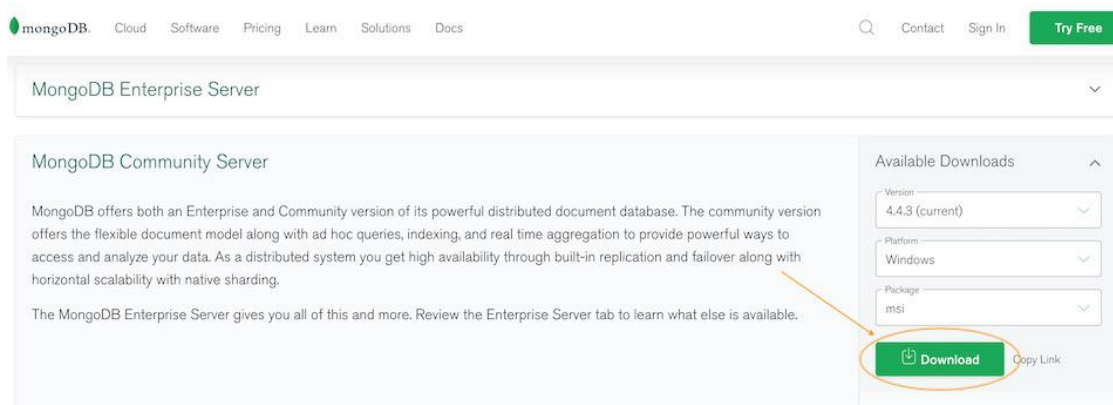 mongoDB. Cloud Software Pricing Learn Solutions Docs Contact Sign In Try Free
MongoDB Enterprise Server
MongoDB Community Server
MongoDB offers both an Enterprise and Community version of its powerful distributed document database. The community version
offers the flexible document model along with ad hoc queries, indexing, and real time aggregation to provide powerful ways to
access and analyze your data. As a distributed system you get high availability through built-in replication and failover along with
horizontal scalability with native sharding.
The MongoDB Enterprise Server gives you all of this and more. Review the Enterprise Server tab to learn what else is available.
Available Downloads
Version
4.4.3 (current)
Platform
Windows
Package
msi
Download Copy Link